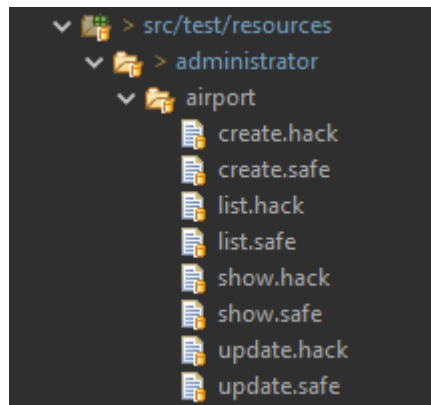 > src/test/resources
> administrator
airport
create.hack
create.safe
list.hack
list.safe
show.hack
show.safe
update.hack
update.safe